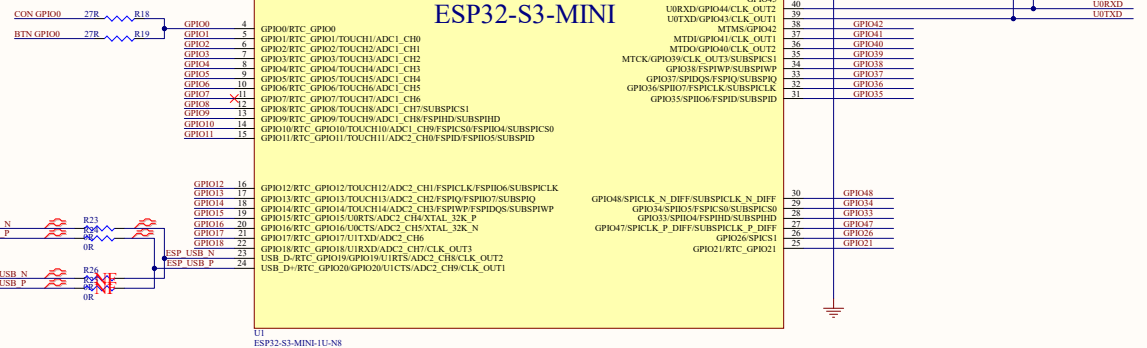 ESP32-S3-MINI
CON GPIO0 27R R18
BTN GPIO0 27R R19
GPIO0 4 GPIO0/RTC_GPIO0
GPIO1 5 GPIO1/RTC_GPIO1/TOUCH1/ADC1_CH0
GPIO2 6 GPIO2/RTC_GPIO2/TOUCH2/ADC1_CH1
GPIO3 7 GPIO3/RTC_GPIO3/TOUCH3/ADC1_CH2
GPIO4 8 GPIO4/RTC_GPIO4/TOUCH4/ADC1_CH3
GPIO5 9 GPIO5/RTC_GPIO5/TOUCH5/ADC1_CH4
GPIO6 10 GPIO6/RTC_GPIO6/TOUCH6/ADC1_CH5
GPIO7 11 GPIO7/RTC_GPIO7/TOUCH7/ADC1_CH6
GPIO8 12 GPIO8/RTC_GPIO8/TOUCH8/ADC1_CH7/SUBSPICS1
GPIO9 13 GPIO9/RTC_GPIO9/TOUCH9/ADC1_CH8/FSPIHD/SUBSPIHD
GPIO10 14 GPIO10/RTC_GPIO10/TOUCH10/ADC1_CH9/FSPICS0/FSPIIO4/SUBSPICS0
GPIO11 15 GPIO11/RTC_GPIO11/TOUCH11/ADC2_CH0/FSPID/FSPIIO5/SUBSPID
GPIO12 16 GPIO12/RTC_GPIO12/TOUCH12/ADC2_CH1/FSPICLK/FSPIIO6/SUBSPICLK
GPIO13 17 GPIO13/RTC_GPIO13/TOUCH13/ADC2_CH2/FSPIQ/FSPIIO7/SUBSPIQ
GPIO14 18 GPIO14/RTC_GPIO14/TOUCH14/ADC2_CH3/FSPIWP/FSPIDQS/SUBSPIWP
GPIO15 19 GPIO15/RTC_GPIO15/U0RTS/ADC2_CH4/XTAL_32K_P
GPIO16 20 GPIO16/RTC_GPIO16/U0CTS/ADC2_CH5/XTAL_32K_N
GPIO17 21 GPIO17/RTC_GPIO17/U1TXD/ADC2_CH6
GPIO18 22 GPIO18/RTC_GPIO18/U1RXD/ADC2_CH7/CLK_OUT3
ESP_USB_N 23 USB_D-/RTC_GPIO19/GPIO19/U1RTS/ADC2_CH8/CLK_OUT2
ESP_USB_P 24 USB_D+/RTC_GPIO20/GPIO20/U1CTS/ADC2_CH9/CLK_OUT1
N R23
P
0R
USB_N R26
USB_P
0R
U0RXD/GPIO44/CLK_OUT2 40 U0RXD
U0TXD/GPIO43/CLK_OUT1 39 U0TXD
MTMS/GPIO42 38 GPIO42
MTDI/GPIO41/CLK_OUT1 37 GPIO41
MTDO/GPIO40/CLK_OUT2 36 GPIO40
MTCK/GPIO39/CLK_OUT3/SUBSPICS1 35 GPIO39
GPIO38/FSPIWP/SUBSPIWP 34 GPIO38
GPIO37/SPIDQS/FSPIQ/SUBSPIQ 33 GPIO37
GPIO36/SPIIO7/FSPICLK/SUBSPICLK 32 GPIO36
GPIO35/SPIIO6/FSPID/SUBSPID 31 GPIO35
GPIO48/SPICLK_N_DIFF/SUBSPICLK_N_DIFF 30 GPIO48
GPIO34/SPIIO5/FSPICS0/SUBSPICS0 29 GPIO34
GPIO33/SPIIO4/FSPIHD/SUBSPIHD 28 GPIO33
GPIO47/SPICLK_P_DIFF/SUBSPICLK_P_DIFF 27 GPIO47
GPIO26/SPICS1 26 GPIO26
GPIO21/RTC_GPIO21 25 GPIO21
U1
ESP32-S3-MINI-1U-N8